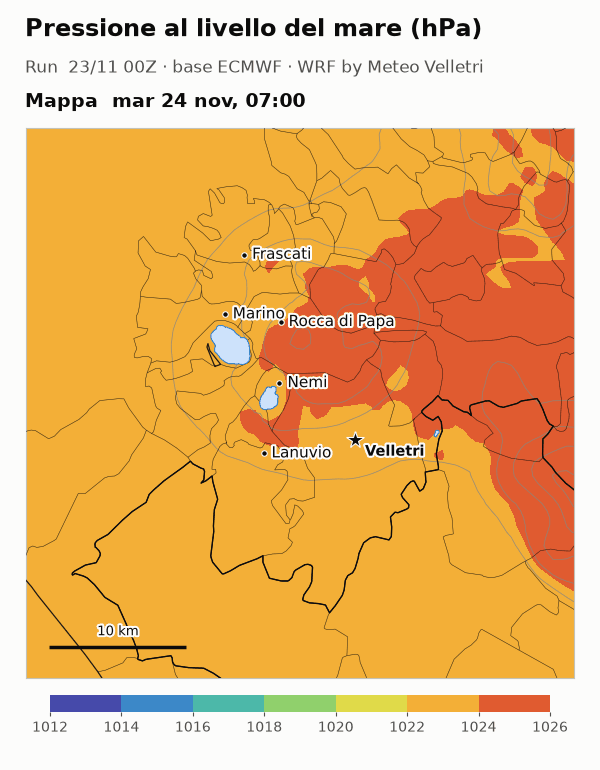 Pressione al livello del mare (hPa)
Run  23/11 00Z · base ECMWF · WRF by Meteo Velletri
Mappa  mar 24 nov, 07:00
Frascati
Marino
Rocca di Papa
Nemi
Velletri
Lanuvio
10 km
1012 1014 1016 1018 1020 1022 1024 1026